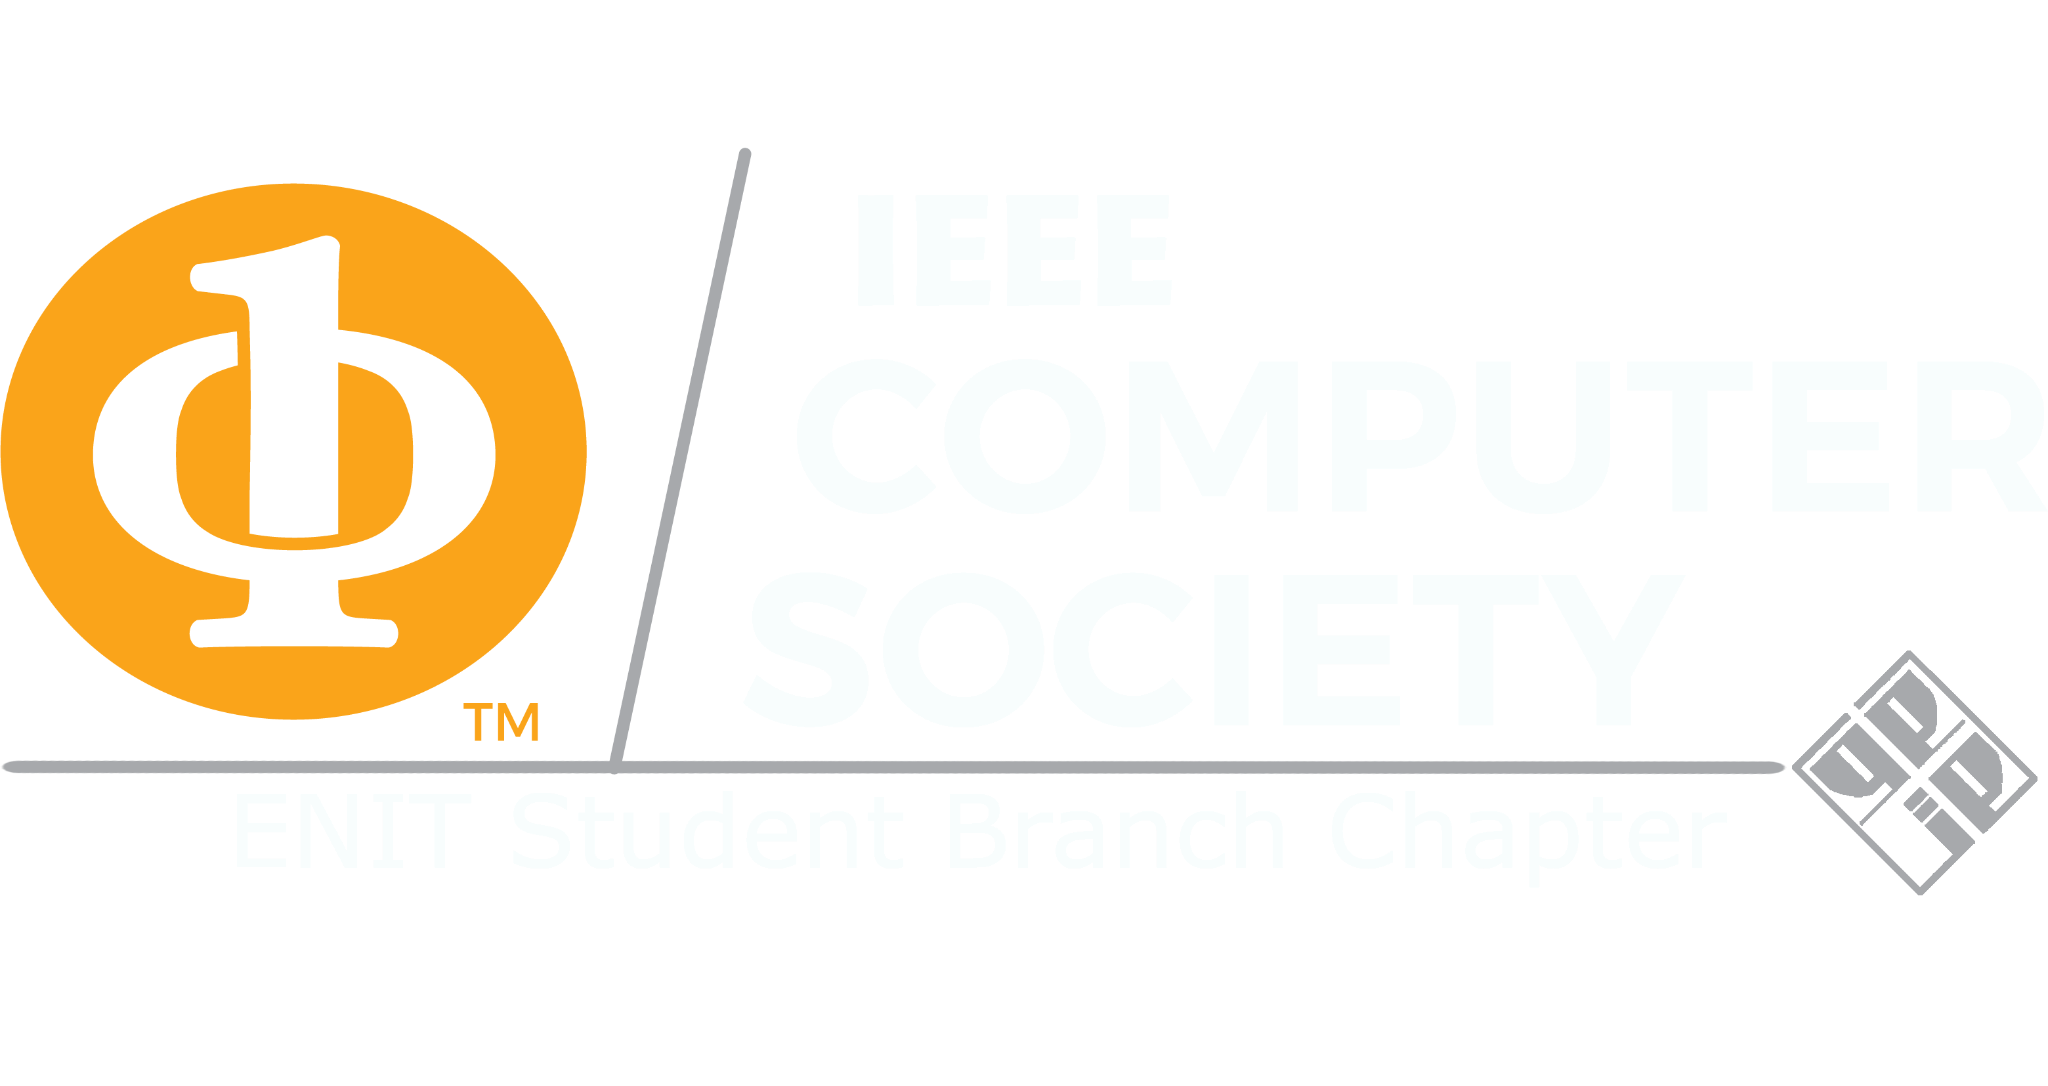 IEEE
COMPUTER
SOCIETY
TM
ENIT Student Branch Chapter